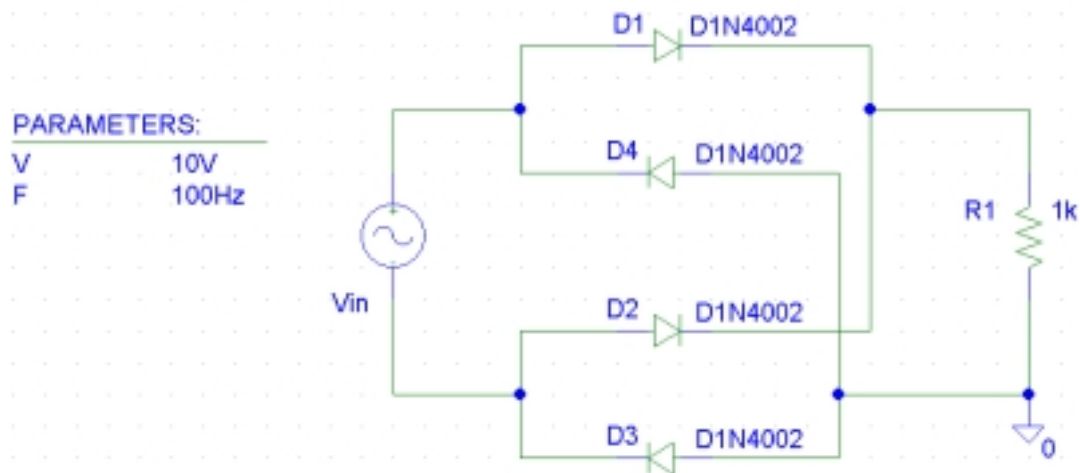 D1 D1N4002
PARAMETERS:
V 10V
F 100Hz
D4 D1N4002
R1 1k
Vin
D2 D1N4002
D3 D1N4002
0